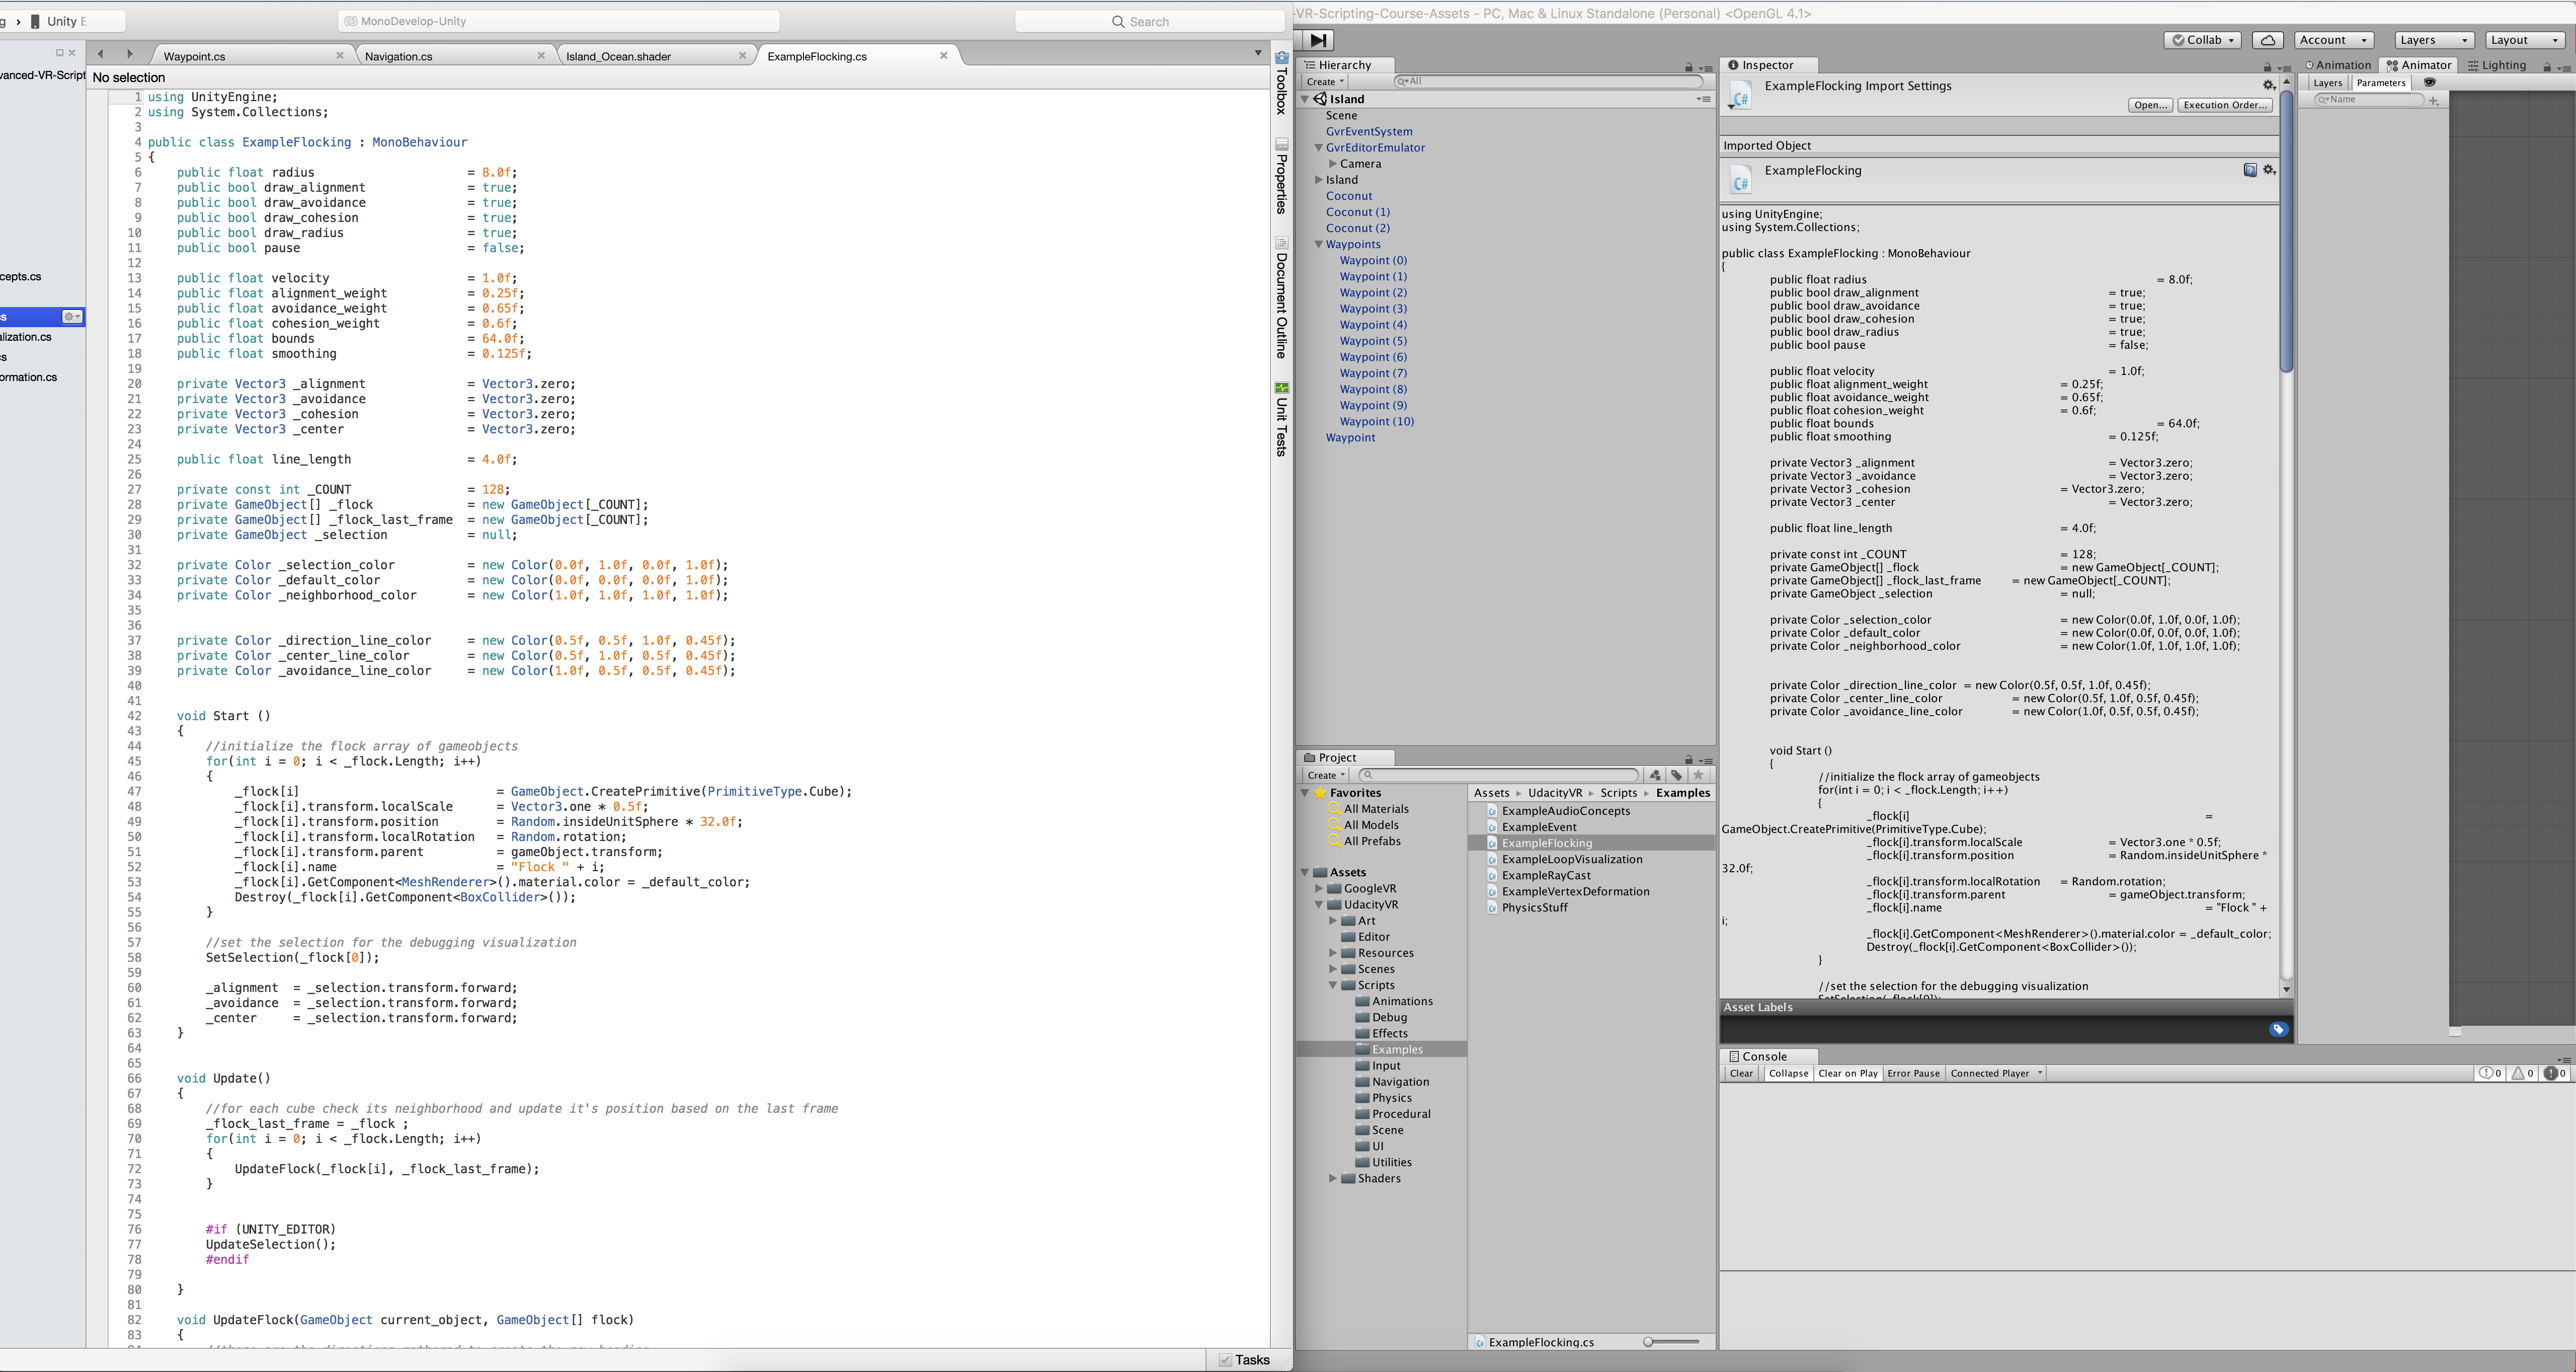 g › Unity E
MonoDevelop-Unity
Search
Waypoint.cs
Navigation.cs
Island_Ocean.shader
ExampleFlocking.cs
vanced-VR-Script
No selection
cepts.cs
s
alization.cs
cs
ormation.cs
1 using UnityEngine;
2 using System.Collections;
3
4 public class ExampleFlocking : MonoBehaviour
5 {
6 public float radius = 8.0f;
7 public bool draw_alignment = true;
8 public bool draw_avoidance = true;
9 public bool draw_cohesion = true;
10 public bool draw_radius = true;
11 public bool pause = false;
12
13 public float velocity = 1.0f;
14 public float alignment_weight = 0.25f;
15 public float avoidance_weight = 0.65f;
16 public float cohesion_weight = 0.6f;
17 public float bounds = 64.0f;
18 public float smoothing = 0.125f;
19
20 private Vector3 _alignment = Vector3.zero;
21 private Vector3 _avoidance = Vector3.zero;
22 private Vector3 _cohesion = Vector3.zero;
23 private Vector3 _center = Vector3.zero;
24
25 public float line_length = 4.0f;
26
27 private const int _COUNT = 128;
28 private GameObject[] _flock = new GameObject[_COUNT];
29 private GameObject[] _flock_last_frame = new GameObject[_COUNT];
30 private GameObject _selection = null;
31
32 private Color _selection_color = new Color(0.0f, 1.0f, 0.0f, 1.0f);
33 private Color _default_color = new Color(0.0f, 0.0f, 0.0f, 1.0f);
34 private Color _neighborhood_color = new Color(1.0f, 1.0f, 1.0f, 1.0f);
35
36
37 private Color _direction_line_color = new Color(0.5f, 0.5f, 1.0f, 0.45f);
38 private Color _center_line_color = new Color(0.5f, 1.0f, 0.5f, 0.45f);
39 private Color _avoidance_line_color = new Color(1.0f, 0.5f, 0.5f, 0.45f);
40
41
42 void Start ()
43 {
44 //initialize the flock array of gameobjects
45 for(int i = 0; i < _flock.Length; i++)
46 {
47 _flock[i] = GameObject.CreatePrimitive(PrimitiveType.Cube);
48 _flock[i].transform.localScale = Vector3.one * 0.5f;
49 _flock[i].transform.position = Random.insideUnitSphere * 32.0f;
50 _flock[i].transform.localRotation = Random.rotation;
51 _flock[i].transform.parent = gameObject.transform;
52 _flock[i].name = "Flock " + i;
53 _flock[i].GetComponent<MeshRenderer>().material.color = _default_color;
54 Destroy(_flock[i].GetComponent<BoxCollider>());
55 }
56
57 //set the selection for the debugging visualization
58 SetSelection(_flock[0]);
59
60 _alignment = _selection.transform.forward;
61 _avoidance = _selection.transform.forward;
62 _center = _selection.transform.forward;
63 }
64
65
66 void Update()
67 {
68 //for each cube check its neighborhood and update it's position based on the last frame
69 _flock_last_frame = _flock ;
70 for(int i = 0; i < _flock.Length; i++)
71 {
72 UpdateFlock(_flock[i], _flock_last_frame);
73 }
74
75
76 #if (UNITY_EDITOR)
77 UpdateSelection();
78 #endif
79
80 }
81
82 void UpdateFlock(GameObject current_object, GameObject[] flock)
83 {
Toolbox
Properties
Document Outline
Unit Tests
Tasks
-VR-Scripting-Course-Assets - PC, Mac & Linux Standalone (Personal) <OpenGL 4.1>
Collab
Account
Layers
Layout
Hierarchy
Create
All
Island
Scene
GvrEventSystem
GvrEditorEmulator
Camera
Island
Coconut
Coconut (1)
Coconut (2)
Waypoints
Waypoint (0)
Waypoint (1)
Waypoint (2)
Waypoint (3)
Waypoint (4)
Waypoint (5)
Waypoint (6)
Waypoint (7)
Waypoint (8)
Waypoint (9)
Waypoint (10)
Waypoint
Project
Create
Favorites
All Materials
All Models
All Prefabs
Assets
GoogleVR
UdacityVR
Art
Editor
Resources
Scenes
Scripts
Animations
Debug
Effects
Examples
Input
Navigation
Physics
Procedural
Scene
UI
Utilities
Shaders
Assets UdacityVR Scripts Examples
ExampleAudioConcepts
ExampleEvent
ExampleFlocking
ExampleLoopVisualization
ExampleRayCast
ExampleVertexDeformation
PhysicsStuff
ExampleFlocking.cs
Inspector
ExampleFlocking Import Settings
Open...
Execution Order...
Imported Object
ExampleFlocking
using UnityEngine;
using System.Collections;
public class ExampleFlocking : MonoBehaviour
{
public float radius = 8.0f;
public bool draw_alignment = true;
public bool draw_avoidance = true;
public bool draw_cohesion = true;
public bool draw_radius = true;
public bool pause = false;
public float velocity = 1.0f;
public float alignment_weight = 0.25f;
public float avoidance_weight = 0.65f;
public float cohesion_weight = 0.6f;
public float bounds = 64.0f;
public float smoothing = 0.125f;
private Vector3 _alignment = Vector3.zero;
private Vector3 _avoidance = Vector3.zero;
private Vector3 _cohesion = Vector3.zero;
private Vector3 _center = Vector3.zero;
public float line_length = 4.0f;
private const int _COUNT = 128;
private GameObject[] _flock = new GameObject[_COUNT];
private GameObject[] _flock_last_frame = new GameObject[_COUNT];
private GameObject _selection = null;
private Color _selection_color = new Color(0.0f, 1.0f, 0.0f, 1.0f);
private Color _default_color = new Color(0.0f, 0.0f, 0.0f, 1.0f);
private Color _neighborhood_color = new Color(1.0f, 1.0f, 1.0f, 1.0f);
private Color _direction_line_color = new Color(0.5f, 0.5f, 1.0f, 0.45f);
private Color _center_line_color = new Color(0.5f, 1.0f, 0.5f, 0.45f);
private Color _avoidance_line_color = new Color(1.0f, 0.5f, 0.5f, 0.45f);
void Start ()
{
//initialize the flock array of gameobjects
for(int i = 0; i < _flock.Length; i++)
{
_flock[i] =
GameObject.CreatePrimitive(PrimitiveType.Cube);
_flock[i].transform.localScale = Vector3.one * 0.5f;
_flock[i].transform.position = Random.insideUnitSphere *
32.0f;
_flock[i].transform.localRotation = Random.rotation;
_flock[i].transform.parent = gameObject.transform;
_flock[i].name = "Flock " +
i;
_flock[i].GetComponent<MeshRenderer>().material.color = _default_color;
Destroy(_flock[i].GetComponent<BoxCollider>());
}
//set the selection for the debugging visualization
Asset Labels
Console
Clear
Collapse
Clear on Play
Error Pause
Connected Player
0
0
0
Animation
Animator
Lighting
Layers
Parameters
Name